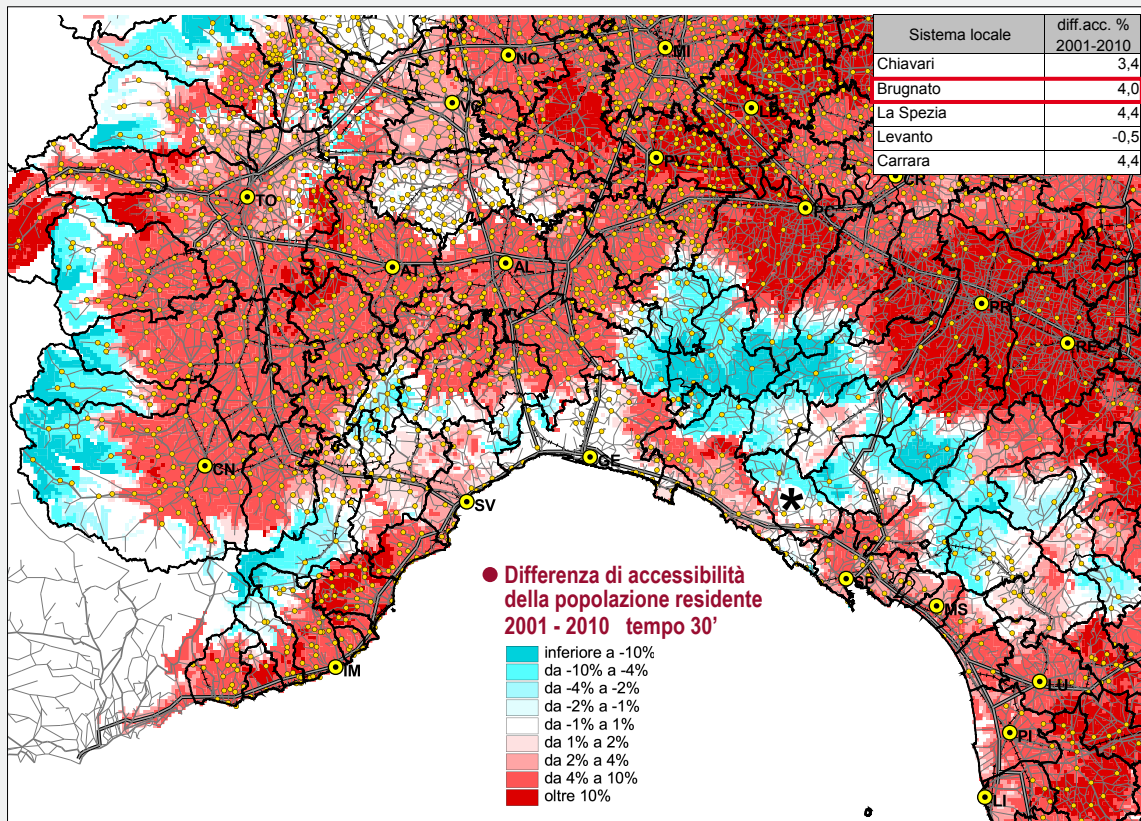 Sistema locale diff.acc. % 2001-2010
Chiavari 3,4
Brugnato 4,0
La Spezia 4,4
Levanto -0,5
Carrara 4,4
NO
MI
VC
PV
TO
PC
CR
AT
AL
PR
RE
CN
GE
SV
SP
MS
IM
LU
PI
LI
*
Differenza di accessibilità
della popolazione residente
2001 - 2010 tempo 30’
inferiore a -10%
da -10% a -4%
da -4% a -2%
da -2% a -1%
da -1% a 1%
da 1% a 2%
da 2% a 4%
da 4% a 10%
oltre 10%